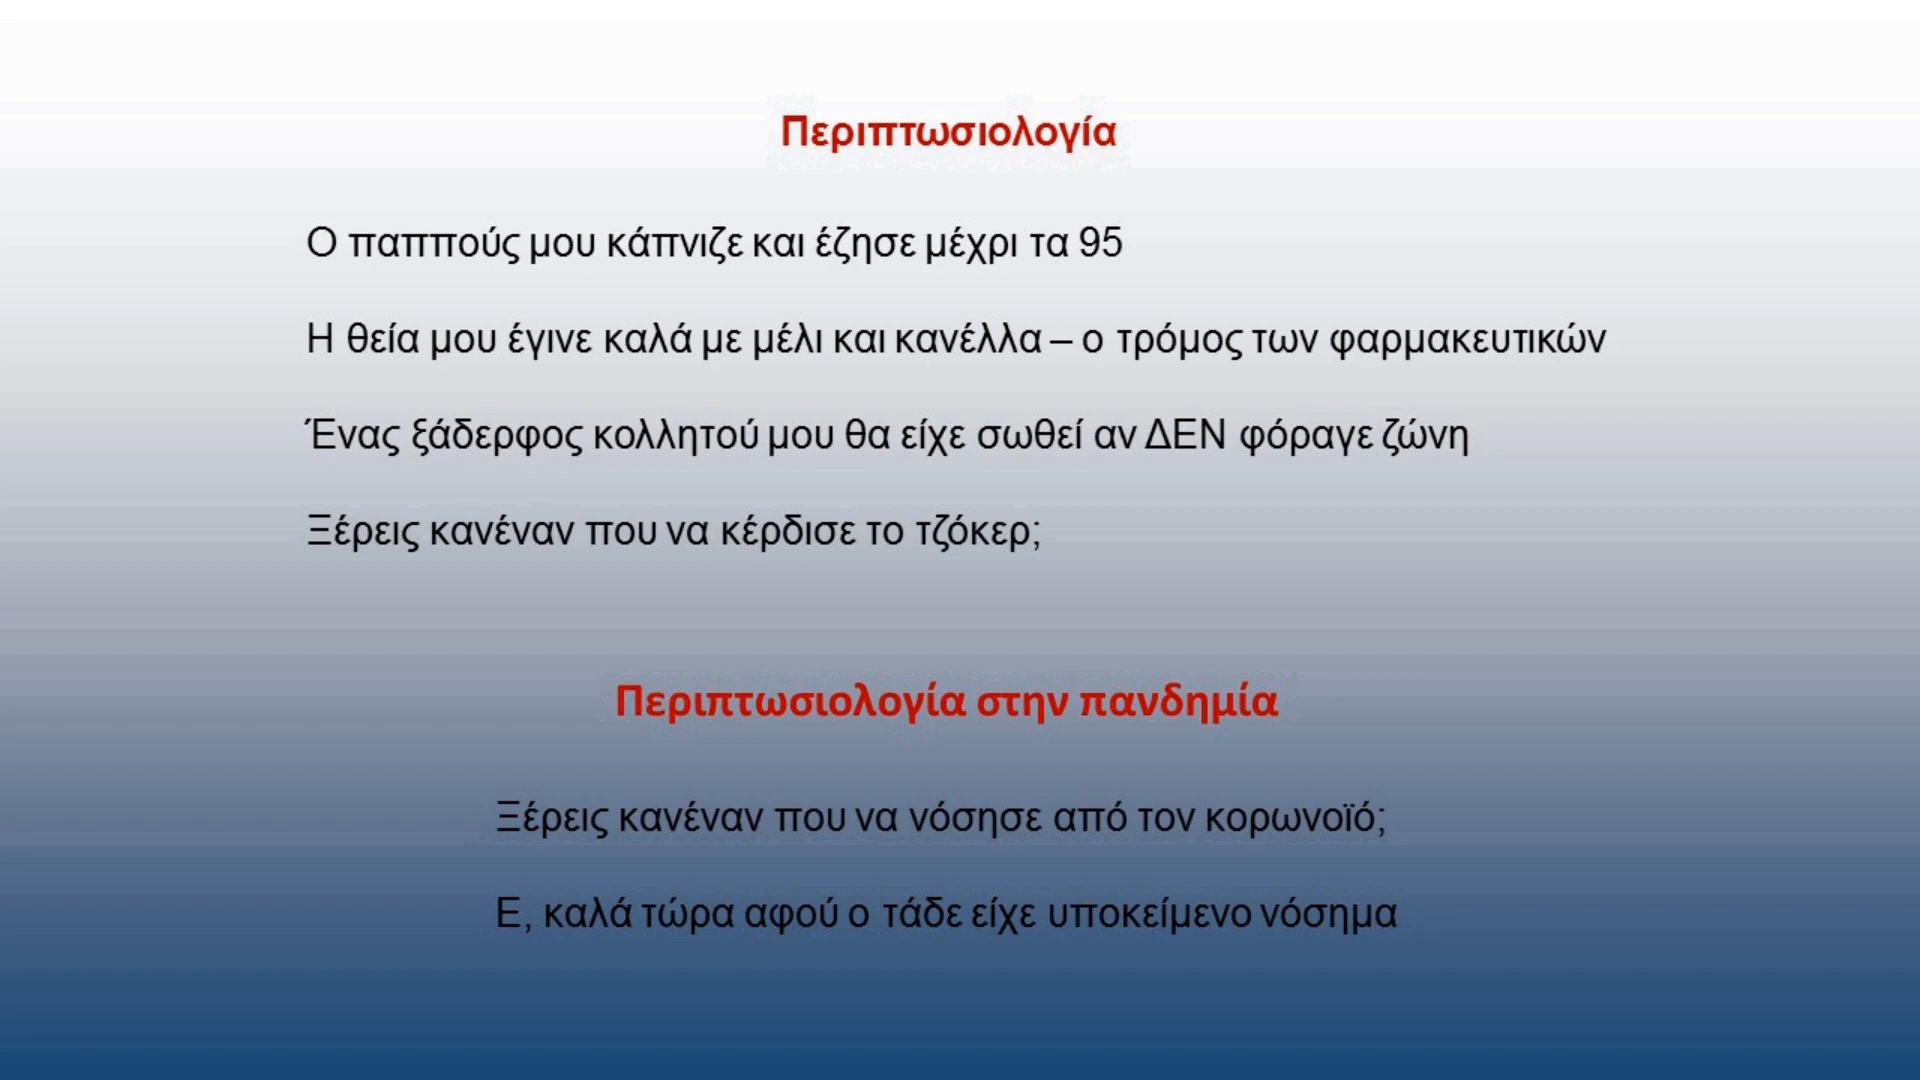 Περιπτωσιολογία
Ο παππούς μου κάπνιζε και έζησε μέχρι τα 95
Η θεία μου έγινε καλά με μέλι και κανέλλα – ο τρόμος των φαρμακευτικών
Ένας ξάδερφος κολλητού μου θα είχε σωθεί αν ΔΕΝ φόραγε ζώνη
Ξέρεις κανέναν που να κέρδισε το τζόκερ;
Περιπτωσιολογία στην πανδημία
Ξέρεις κανέναν που να νόσησε από τον κορωνοϊό;
Ε, καλά τώρα αφού ο τάδε είχε υποκείμενο νόσημα